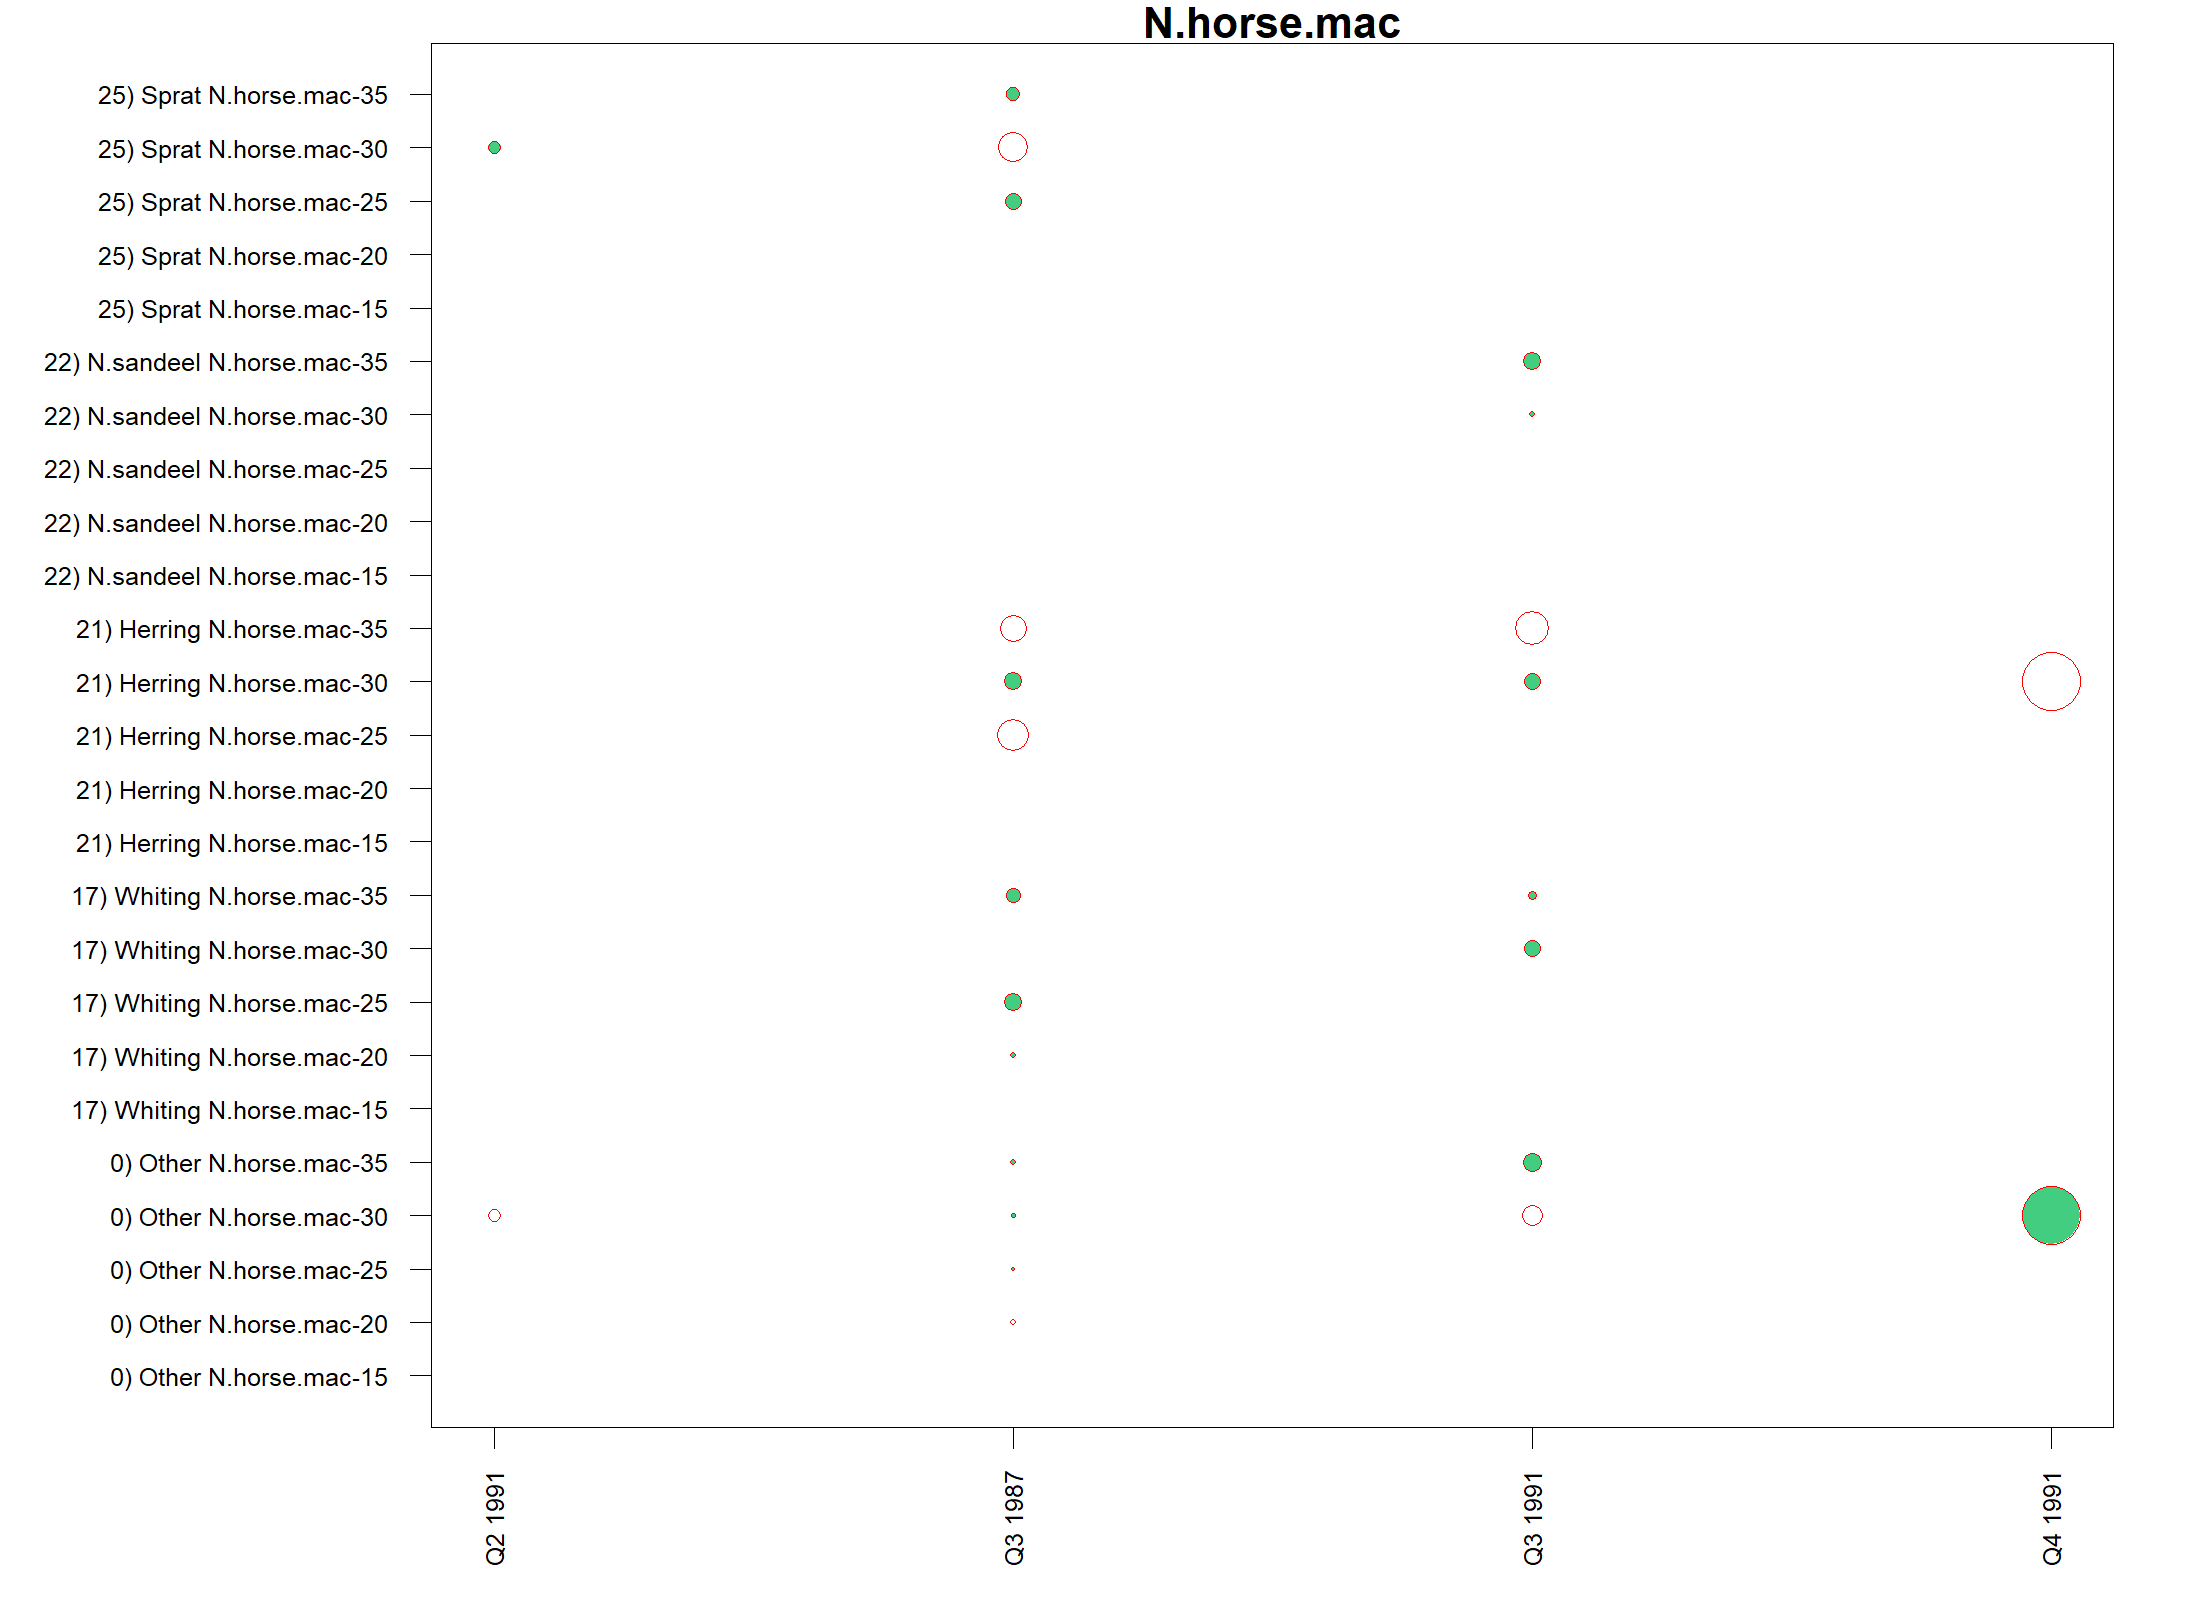 N.horse.mac
25) Sprat N.horse.mac-35
25) Sprat N.horse.mac-30
25) Sprat N.horse.mac-25
25) Sprat N.horse.mac-20
25) Sprat N.horse.mac-15
22) N.sandeel N.horse.mac-35
22) N.sandeel N.horse.mac-30
22) N.sandeel N.horse.mac-25
22) N.sandeel N.horse.mac-20
22) N.sandeel N.horse.mac-15
21) Herring N.horse.mac-35
21) Herring N.horse.mac-30
21) Herring N.horse.mac-25
21) Herring N.horse.mac-20
21) Herring N.horse.mac-15
17) Whiting N.horse.mac-35
17) Whiting N.horse.mac-30
17) Whiting N.horse.mac-25
17) Whiting N.horse.mac-20
17) Whiting N.horse.mac-15
0) Other N.horse.mac-35
0) Other N.horse.mac-30
0) Other N.horse.mac-25
0) Other N.horse.mac-20
0) Other N.horse.mac-15
Q2 1991
Q3 1987
Q3 1991
Q4 1991